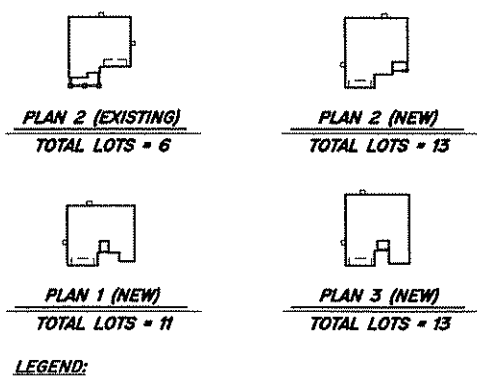 PLAN 2 (EXISTING)
TOTAL LOTS = 6
PLAN 2 (NEW)
TOTAL LOTS = 13
PLAN 1 (NEW)
TOTAL LOTS = 11
PLAN 3 (NEW)
TOTAL LOTS = 13
LEGEND: